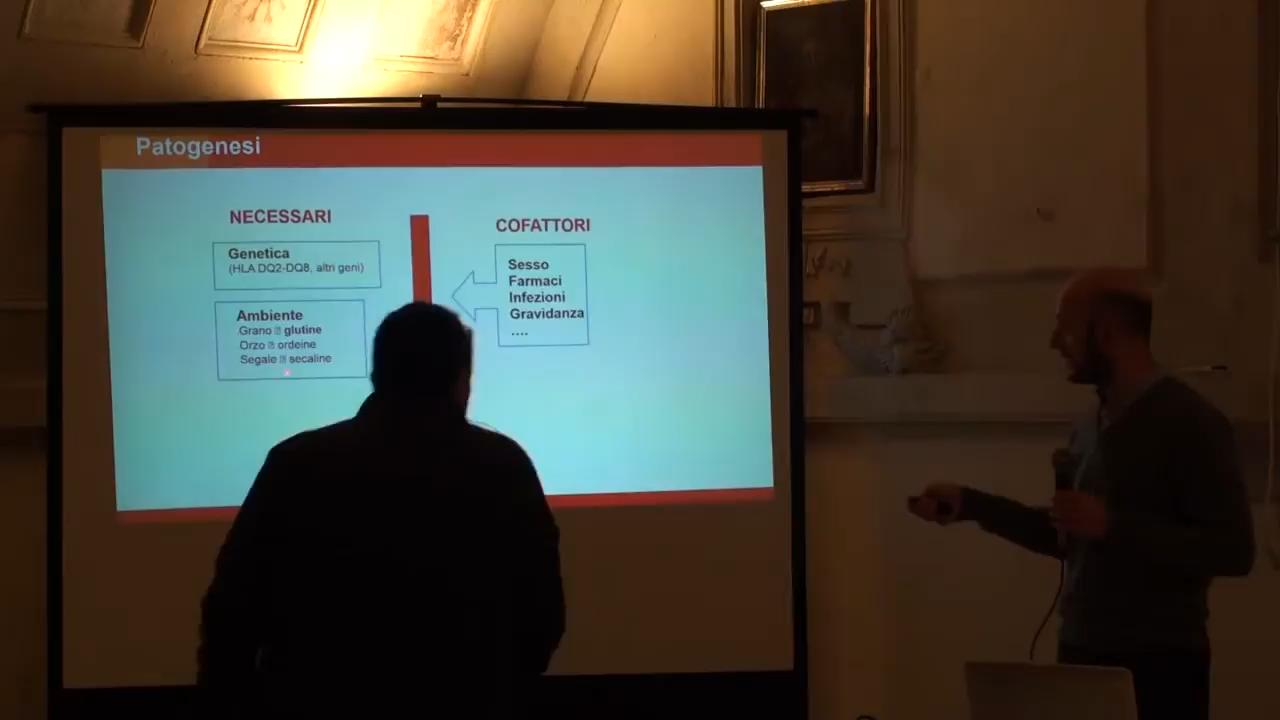 Patogenesi
NECESSARI
Genetica
(HLA DQ2-DQ8, altri geni)
Ambiente
Grano ⍰ glutine
Orzo ⍰ ordeine
Segale ⍰ secaline
COFATTORI
Sesso
Farmaci
Infezioni
Gravidanza
....